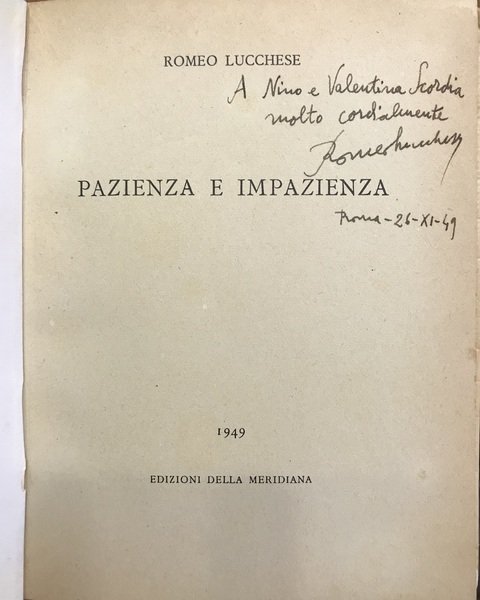 ROMEO LUCCHESE
A Nino e Valentina Scordia
molto cordialmente
Romeo Lucchese
PAZIENZA E IMPAZIENZA
Roma - 26-XI-49
1949
EDIZIONI DELLA MERIDIANA